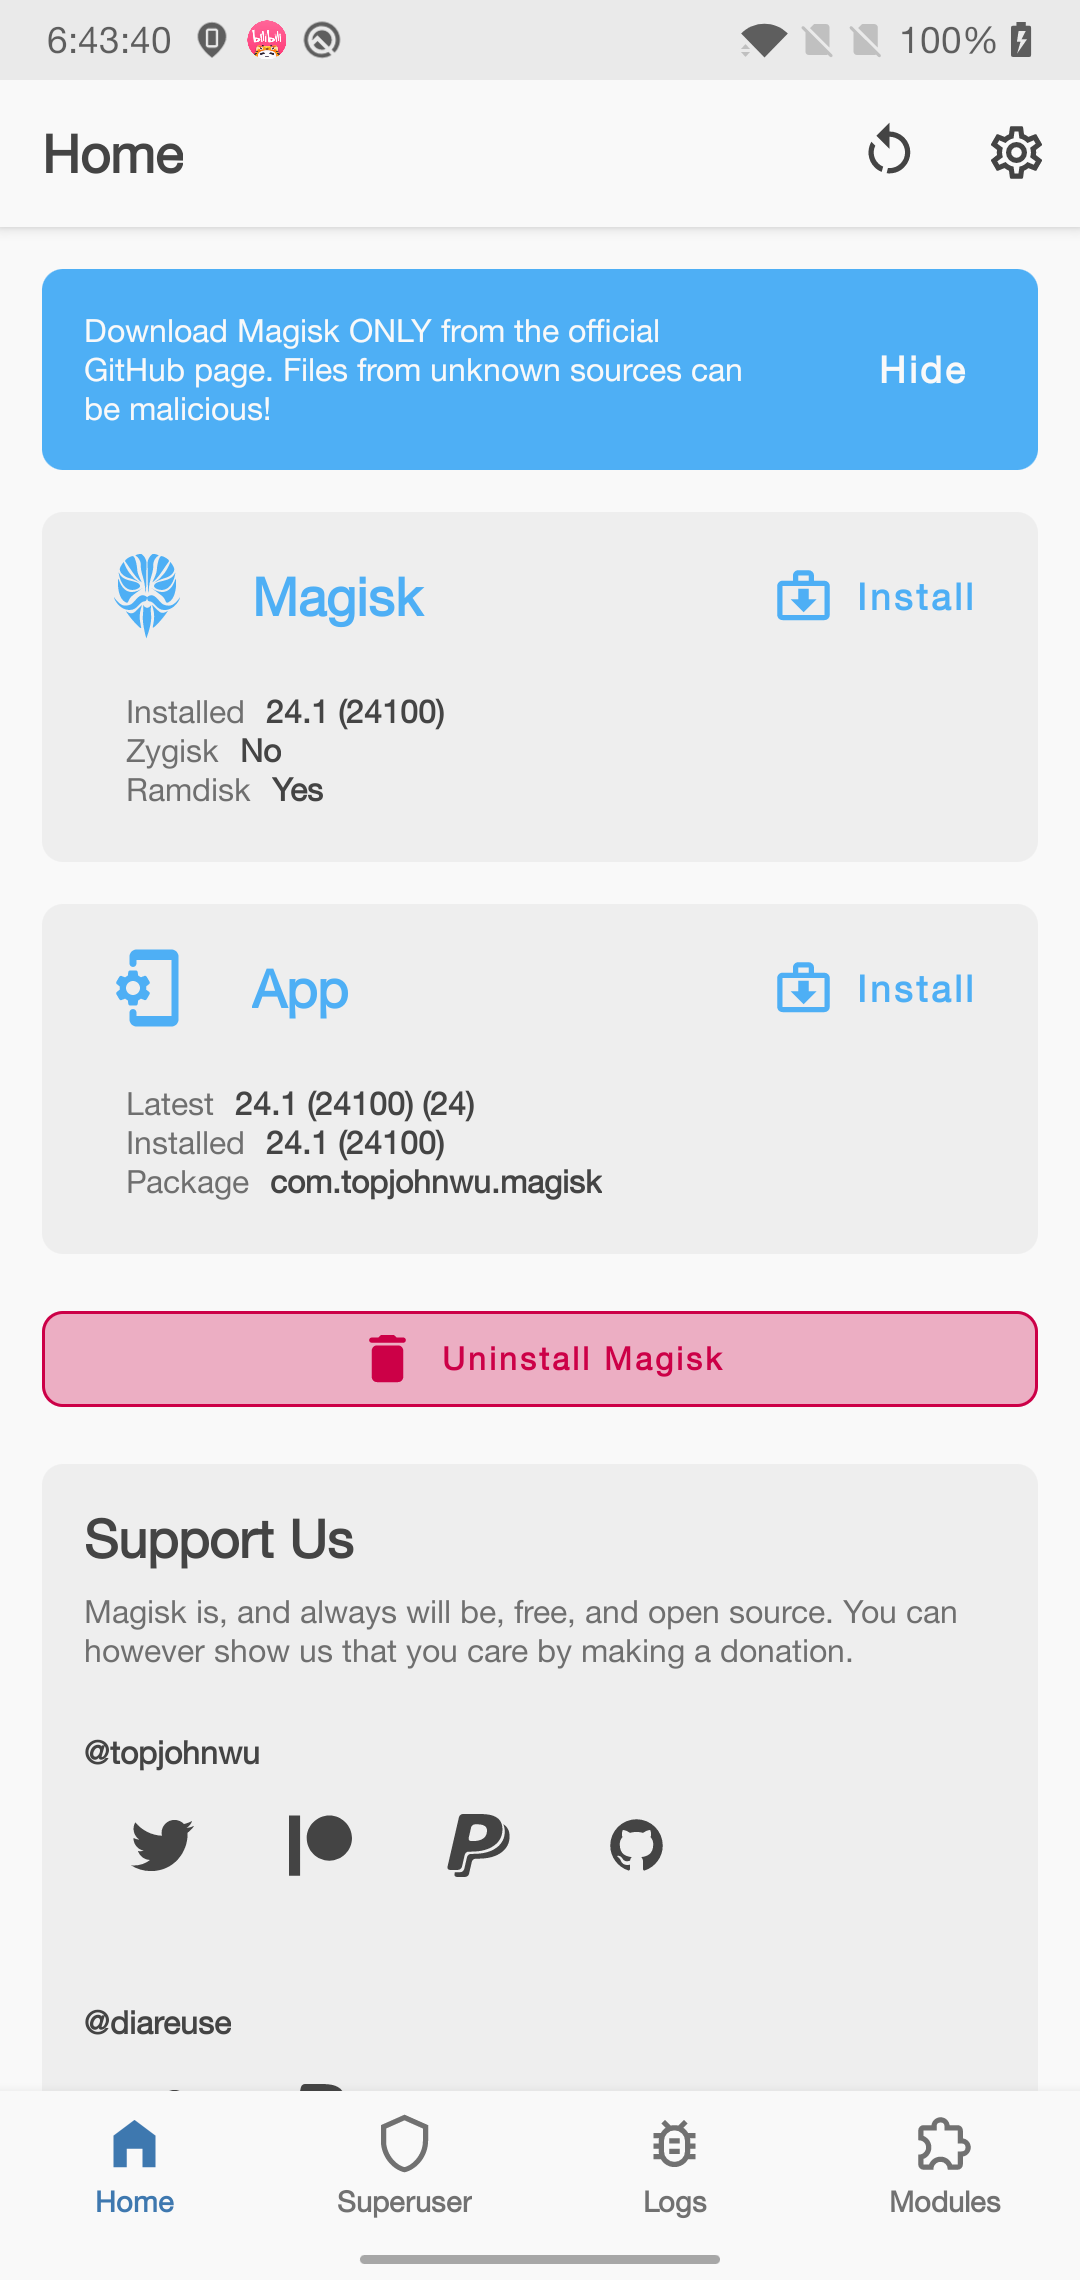 6:43:40
bilibili
100%
Home
Download Magisk ONLY from the official
GitHub page. Files from unknown sources can
be malicious!
Hide
Magisk
Install
Installed 24.1 (24100)
Zygisk No
Ramdisk Yes
App
Install
Latest 24.1 (24100) (24)
Installed 24.1 (24100)
Package com.topjohnwu.magisk
Uninstall Magisk
Support Us
Magisk is, and always will be, free, and open source. You can
however show us that you care by making a donation.
@topjohnwu
@diareuse
Home
Superuser
Logs
Modules